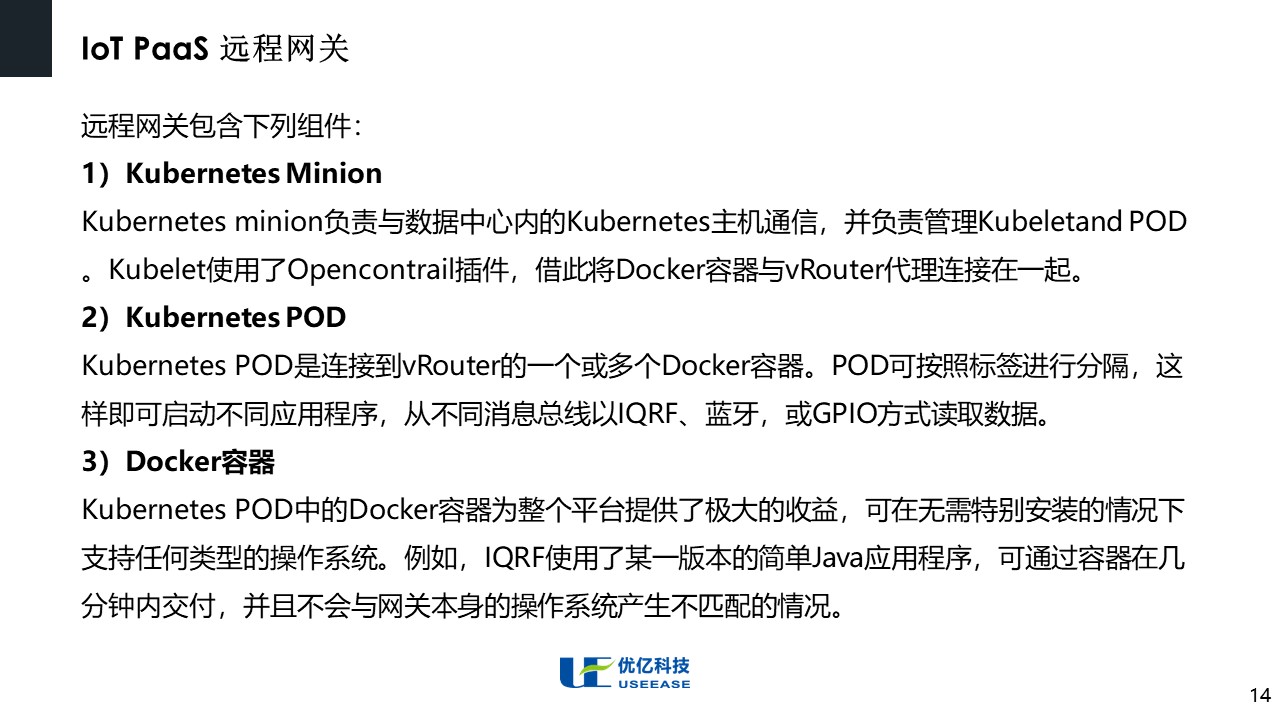 IoT PaaS 远程网关
远程网关包含下列组件：
1）Kubernetes Minion
Kubernetes minion负责与数据中心内的Kubernetes主机通信，并负责管理Kubeletand POD
。Kubelet使用了Opencontrail插件，借此将Docker容器与vRouter代理连接在一起。
2）Kubernetes POD
Kubernetes POD是连接到vRouter的一个或多个Docker容器。POD可按照标签进行分隔，这
样即可启动不同应用程序，从不同消息总线以IQRF、蓝牙，或GPIO方式读取数据。
3）Docker容器
Kubernetes POD中的Docker容器为整个平台提供了极大的收益，可在无需特别安装的情况下
支持任何类型的操作系统。例如，IQRF使用了某一版本的简单Java应用程序，可通过容器在几
分钟内交付，并且不会与网关本身的操作系统产生不匹配的情况。
UE 优亿科技
USEEASE
14